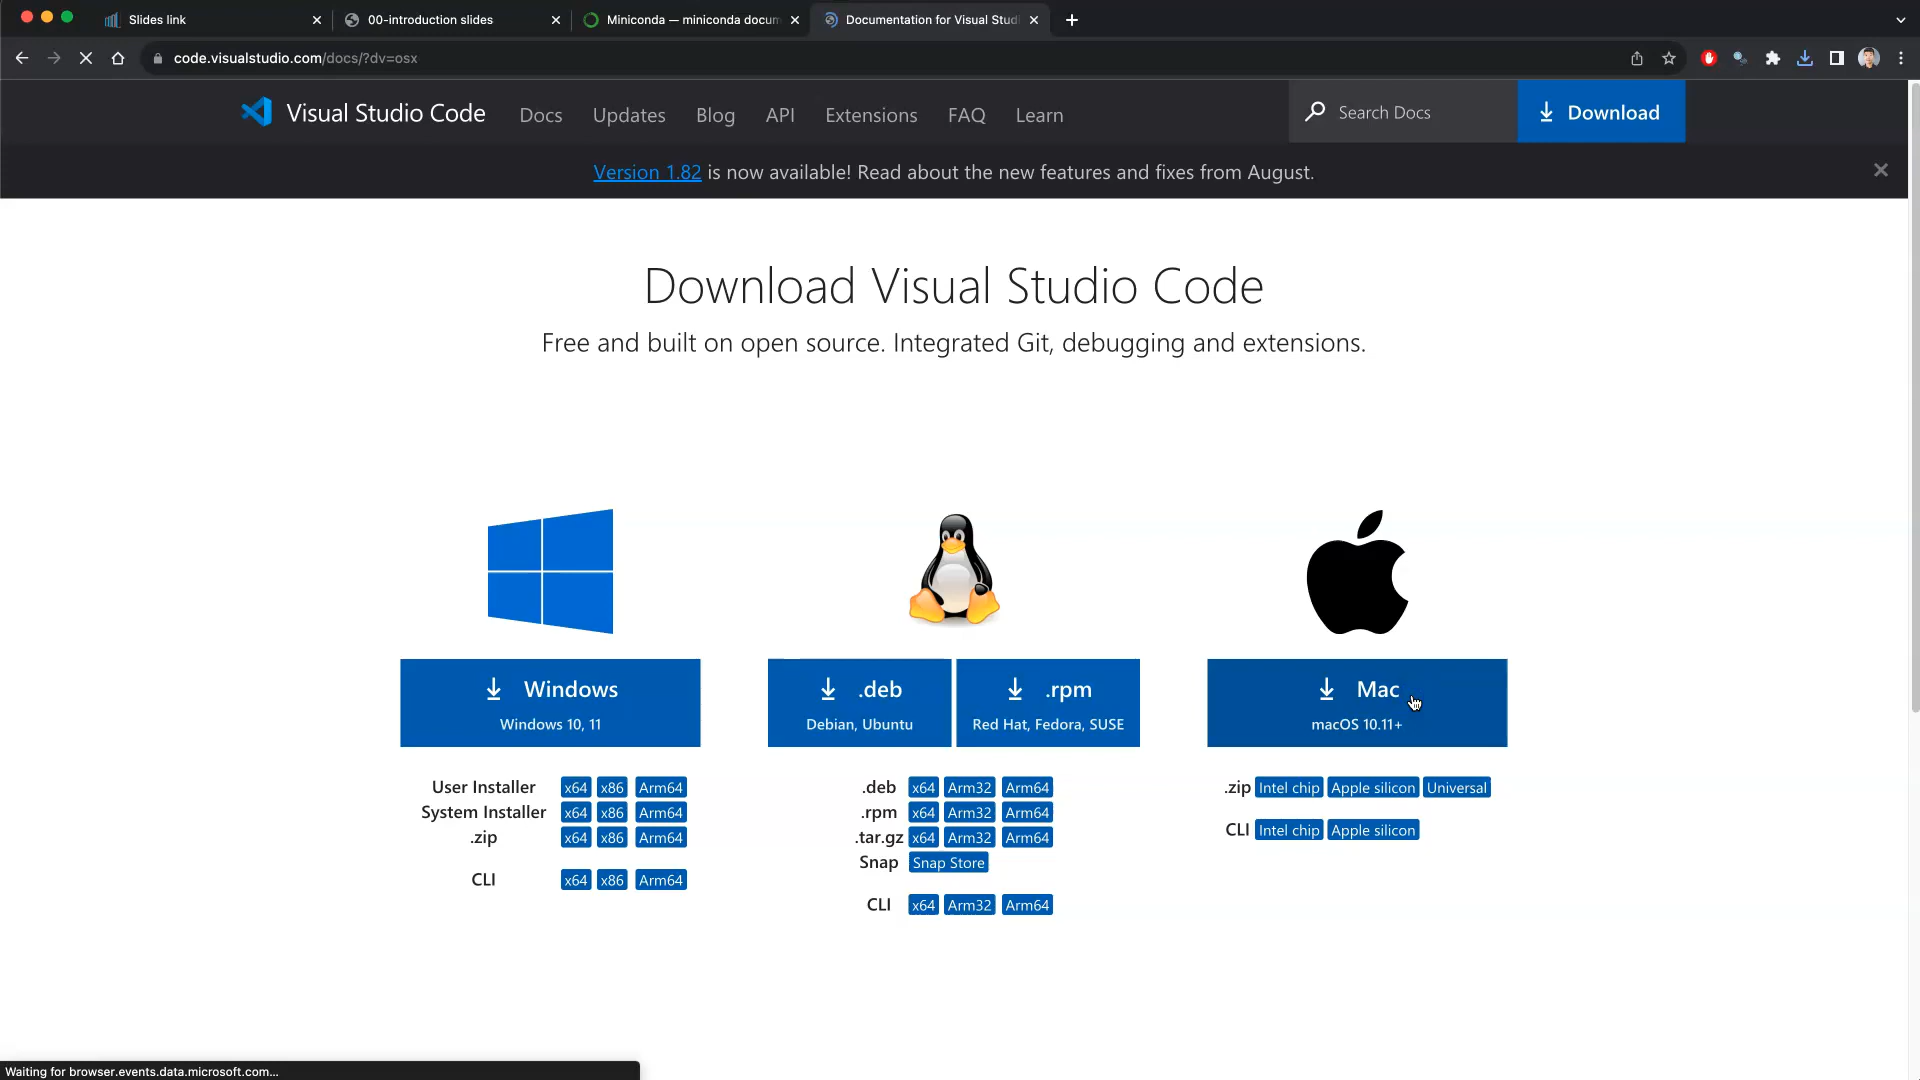 Slides link
00-introduction slides
Miniconda — miniconda docum
Documentation for Visual Studi
code.visualstudio.com/docs/?dv=osx
Visual Studio Code
Docs
Updates
Blog
API
Extensions
FAQ
Learn
Search Docs
Download
Version 1.82 is now available! Read about the new features and fixes from August.
Download Visual Studio Code
Free and built on open source. Integrated Git, debugging and extensions.
Windows
Windows 10, 11
.deb
Debian, Ubuntu
.rpm
Red Hat, Fedora, SUSE
Mac
macOS 10.11+
User Installer x64 x86 Arm64
System Installer x64 x86 Arm64
.zip x64 x86 Arm64
CLI x64 x86 Arm64
.deb x64 Arm32 Arm64
.rpm x64 Arm32 Arm64
.tar.gz x64 Arm32 Arm64
Snap Snap Store
CLI x64 Arm32 Arm64
.zip Intel chip Apple silicon Universal
CLI Intel chip Apple silicon
Waiting for browser.events.data.microsoft.com...